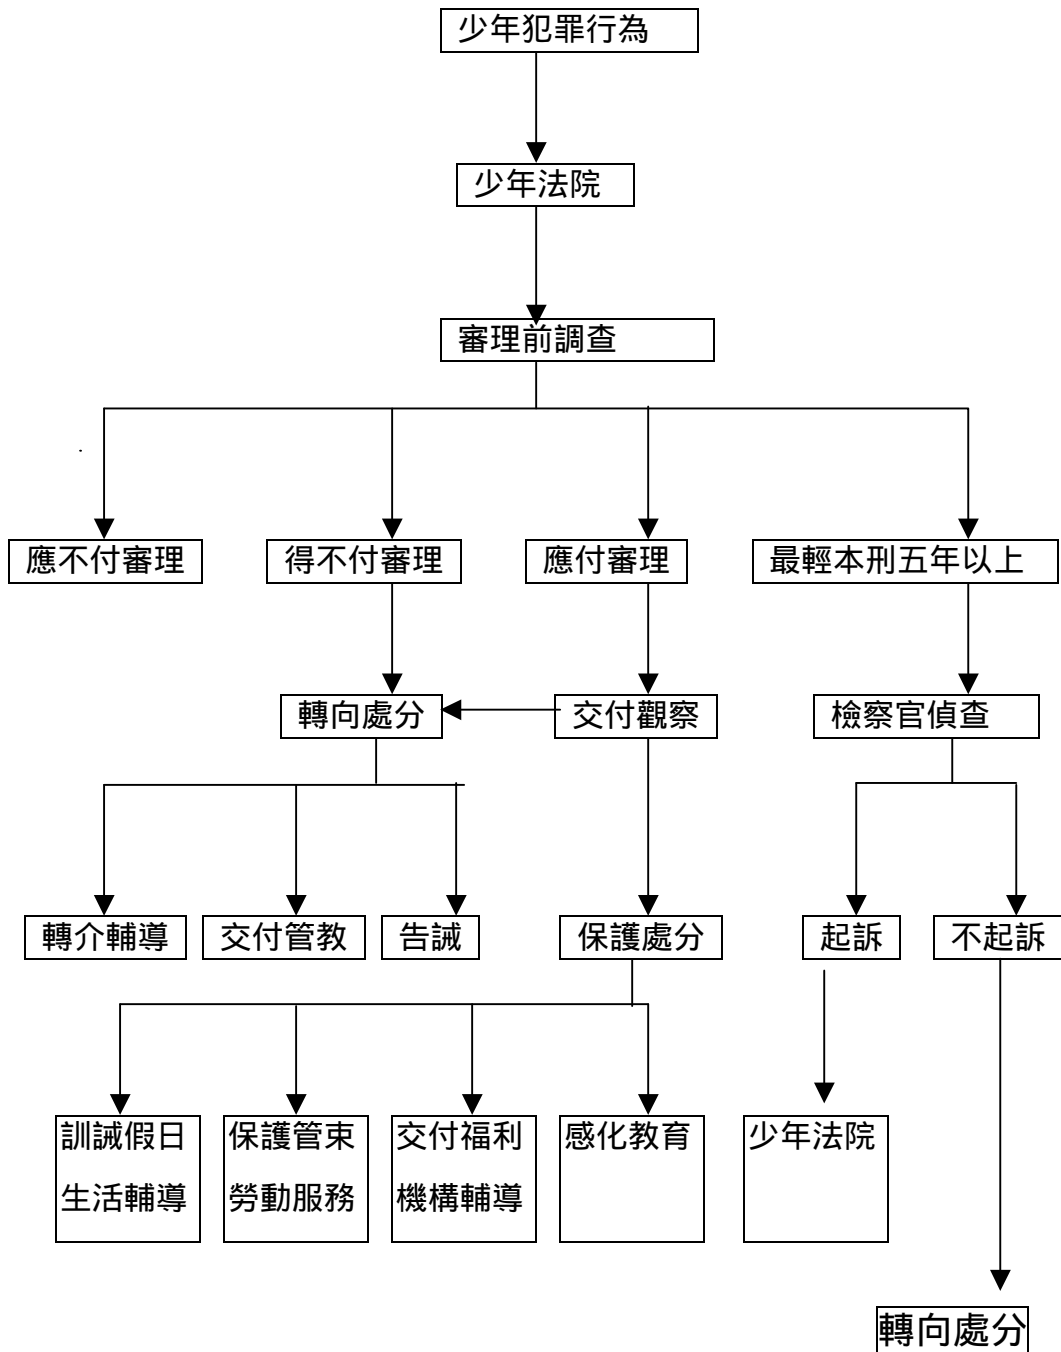 少年犯罪行為
少年法院
審理前調查
應不付審理
得不付審理
應付審理
最輕本刑五年以上
轉向處分
交付觀察
檢察官偵查
轉介輔導
交付管教
告誡
保護處分
起訴
不起訴
訓誡假日
生活輔導
保護管束
勞動服務
交付福利
機構輔導
感化教育
少年法院
轉向處分